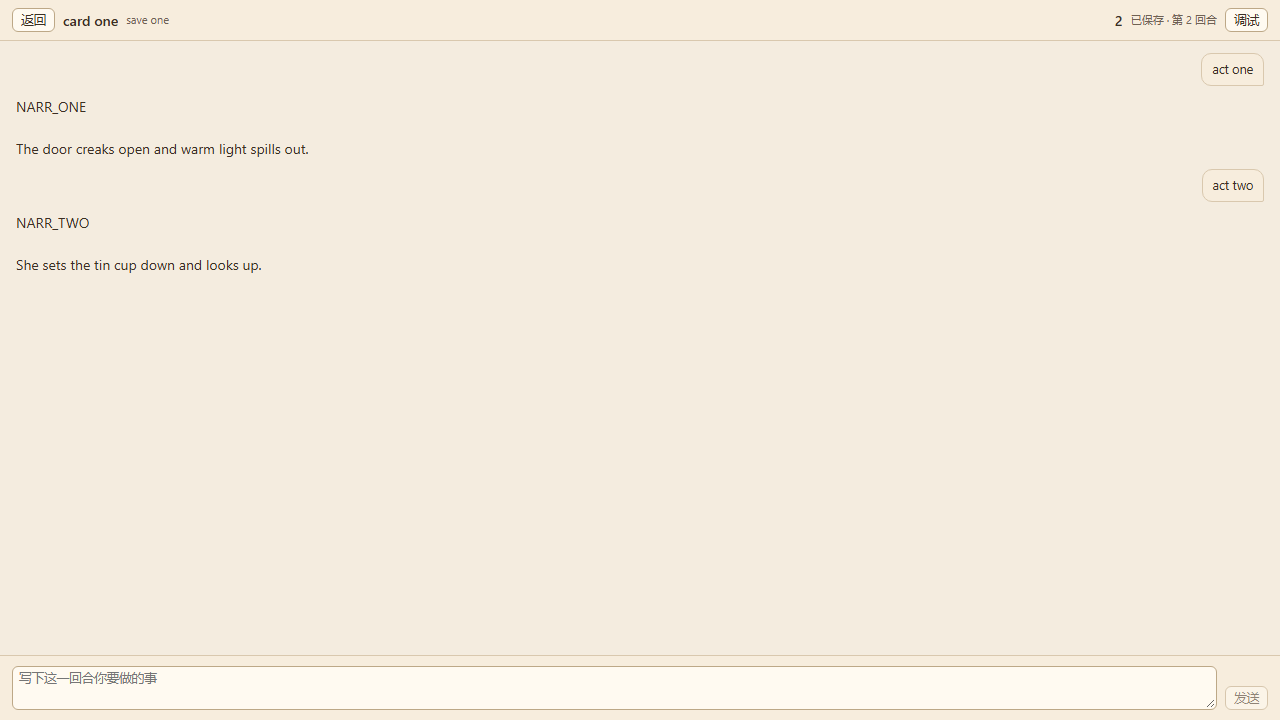 返回 card one save one 2 已保存 · 第 2 回合 调试
act one
NARR_ONE
The door creaks open and warm light spills out.
act two
NARR_TWO
She sets the tin cup down and looks up.
写下这一回合你要做的事
发送